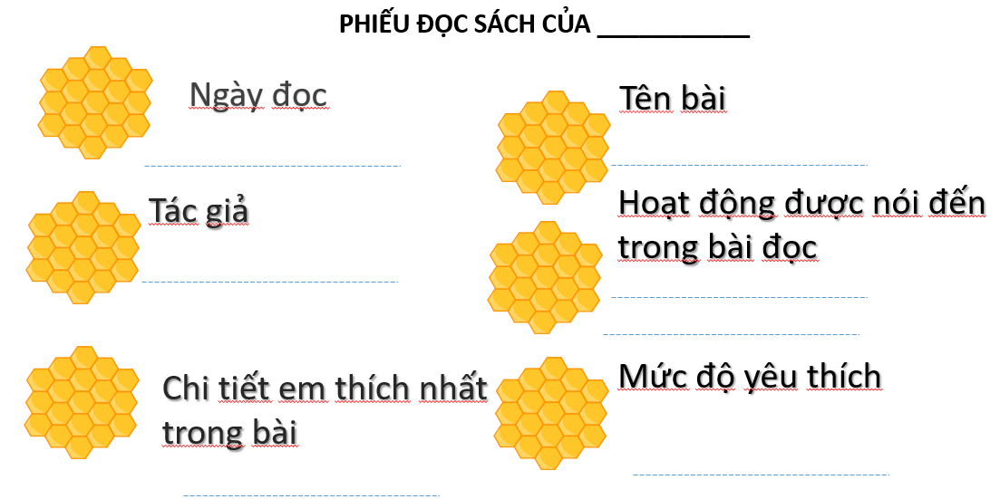 PHIẾU ĐỌC SÁCH CỦA ___________
Ngày đọc
Tên bài
Tác giả
Hoạt động được nói đến
trong bài đọc
Chi tiết em thích nhất
trong bài
Mức độ yêu thích